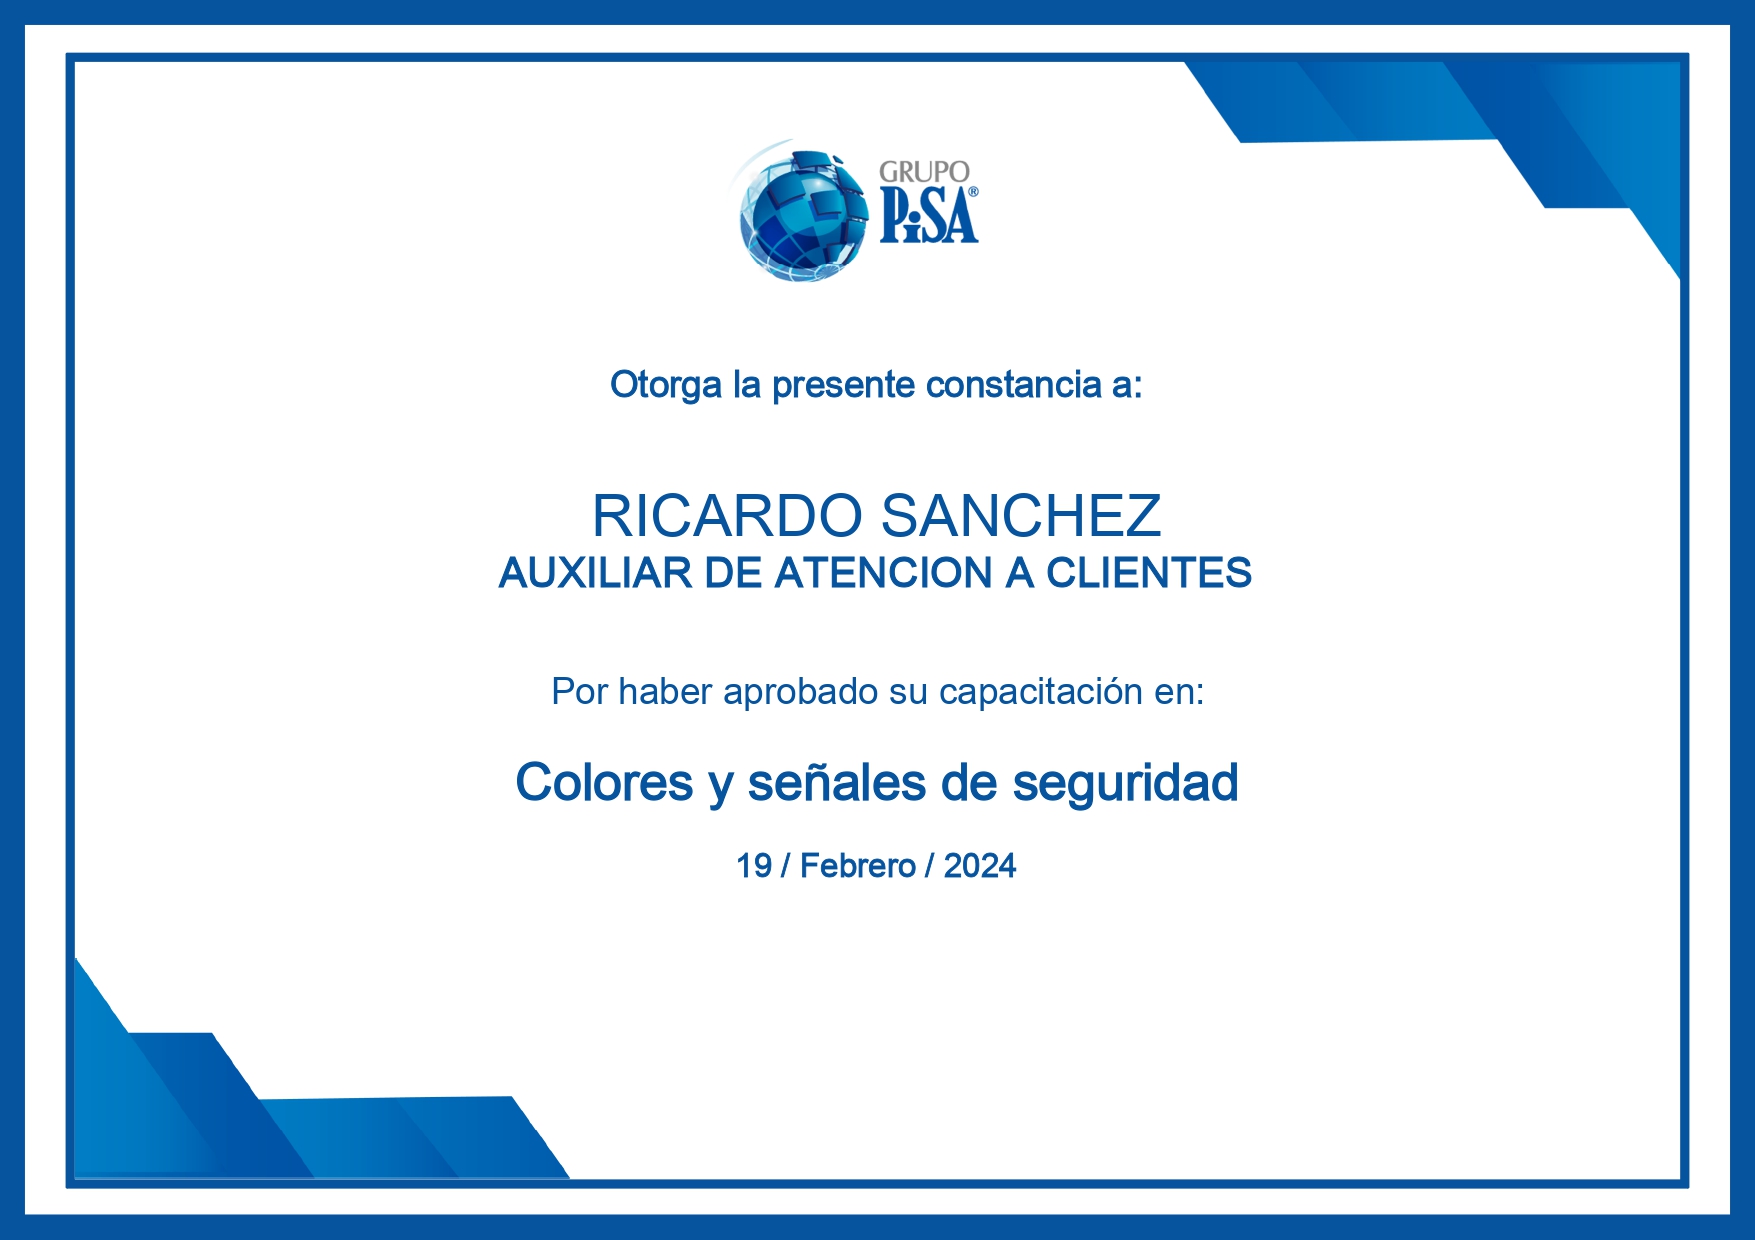 GRUPO
PiSA®
Otorga la presente constancia a:
RICARDO SANCHEZ
AUXILIAR DE ATENCION A CLIENTES
Por haber aprobado su capacitación en:
Colores y señales de seguridad
19 / Febrero / 2024